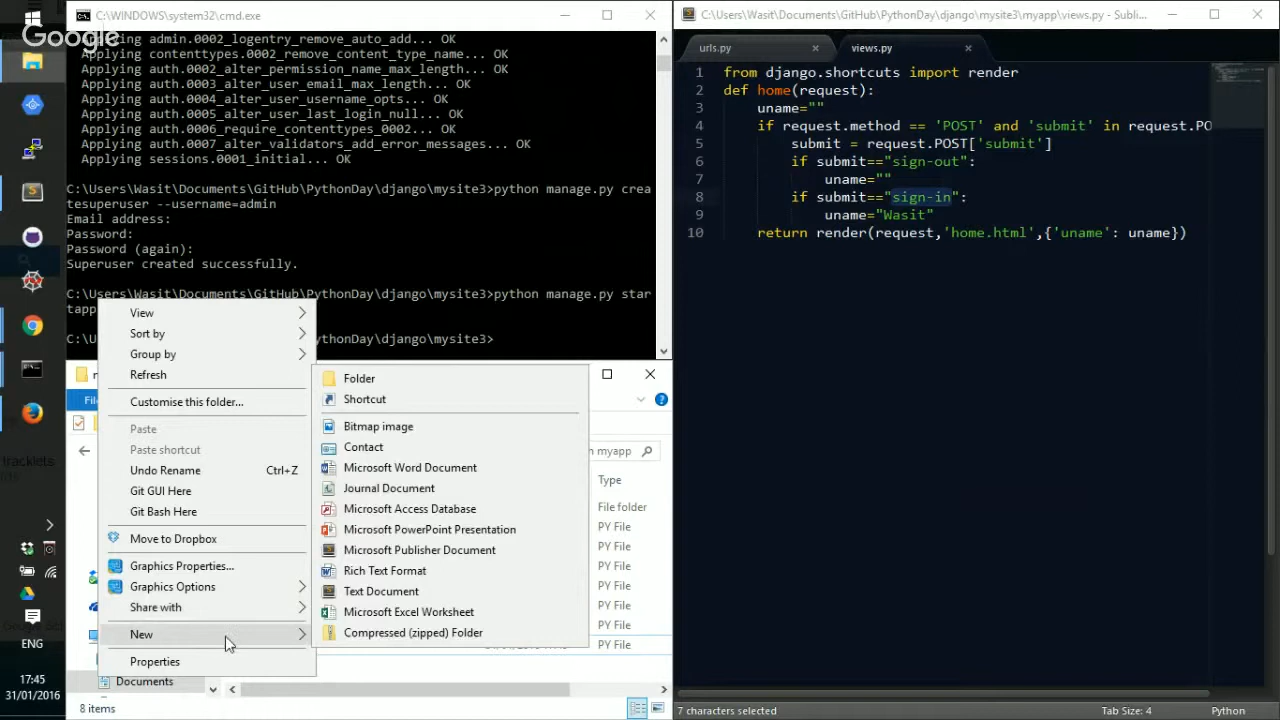 C:\WINDOWS\system32\cmd.exe
Google
Applying admin.0002_logentry_remove_auto_add... OK
Applying contenttypes.0002_remove_content_type_name... OK
Applying auth.0002_alter_permission_name_max_length... OK
Applying auth.0003_alter_user_email_max_length... OK
Applying auth.0004_alter_user_username_opts... OK
Applying auth.0005_alter_user_last_login_null... OK
Applying auth.0006_require_contenttypes_0002... OK
Applying auth.0007_alter_validators_add_error_messages... OK
Applying sessions.0001_initial... OK
C:\Users\Wasit\Documents\GitHub\PythonDay\django\mysite3>python manage.py crea
tesuperuser --username=admin
Email address:
Password:
Password (again):
Superuser created successfully.
C:\Users\Wasit\Documents\GitHub\PythonDay\django\mysite3>python manage.py star
tapp
C:\U
PythonDay\django\mysite3>
View
Sort by
Group by
Refresh
Customise this folder...
Paste
Paste shortcut
Undo Rename Ctrl+Z
Git GUI Here
Git Bash Here
Move to Dropbox
Graphics Properties...
Graphics Options
Share with
New
Properties
Folder
Shortcut
Bitmap image
Contact
Microsoft Word Document
Journal Document
Microsoft Access Database
Microsoft PowerPoint Presentation
Microsoft Publisher Document
Rich Text Format
Text Document
Microsoft Excel Worksheet
Compressed (zipped) Folder
myapp
Type
File folder
PY File
PY File
PY File
PY File
PY File
PY File
PY File
Documents
8 items
ENG
17:45
31/01/2016
C:\Users\Wasit\Documents\GitHub\PythonDay\django\mysite3\myapp\views.py - Subli...
urls.py
views.py
1 from django.shortcuts import render
2 def home(request):
3 uname=""
4 if request.method == 'POST' and 'submit' in request.PO
5 submit = request.POST['submit']
6 if submit=="sign-out":
7 uname=""
8 if submit=="sign-in":
9 uname="Wasit"
10 return render(request,'home.html',{'uname': uname})
7 characters selected
Tab Size: 4
Python